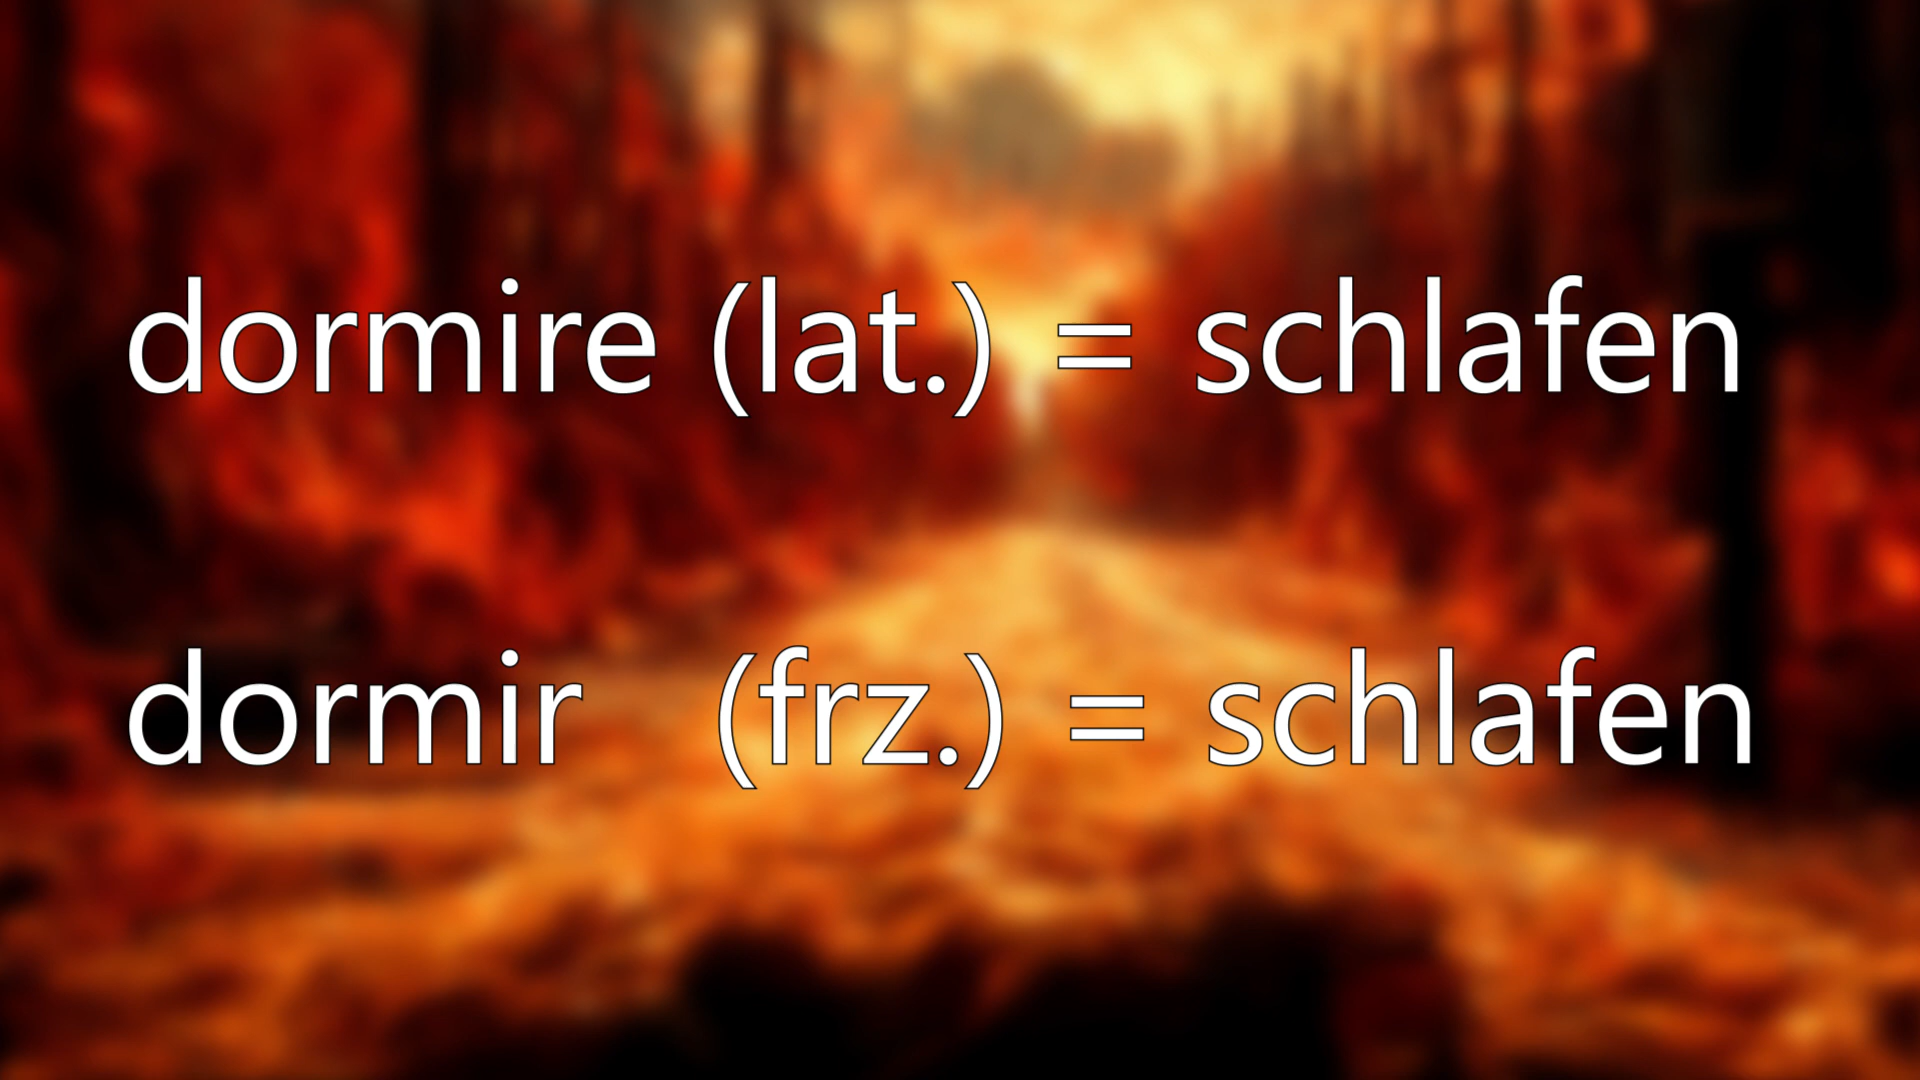 dormire (lat.) = schlafen
dormir (frz.) = schlafen